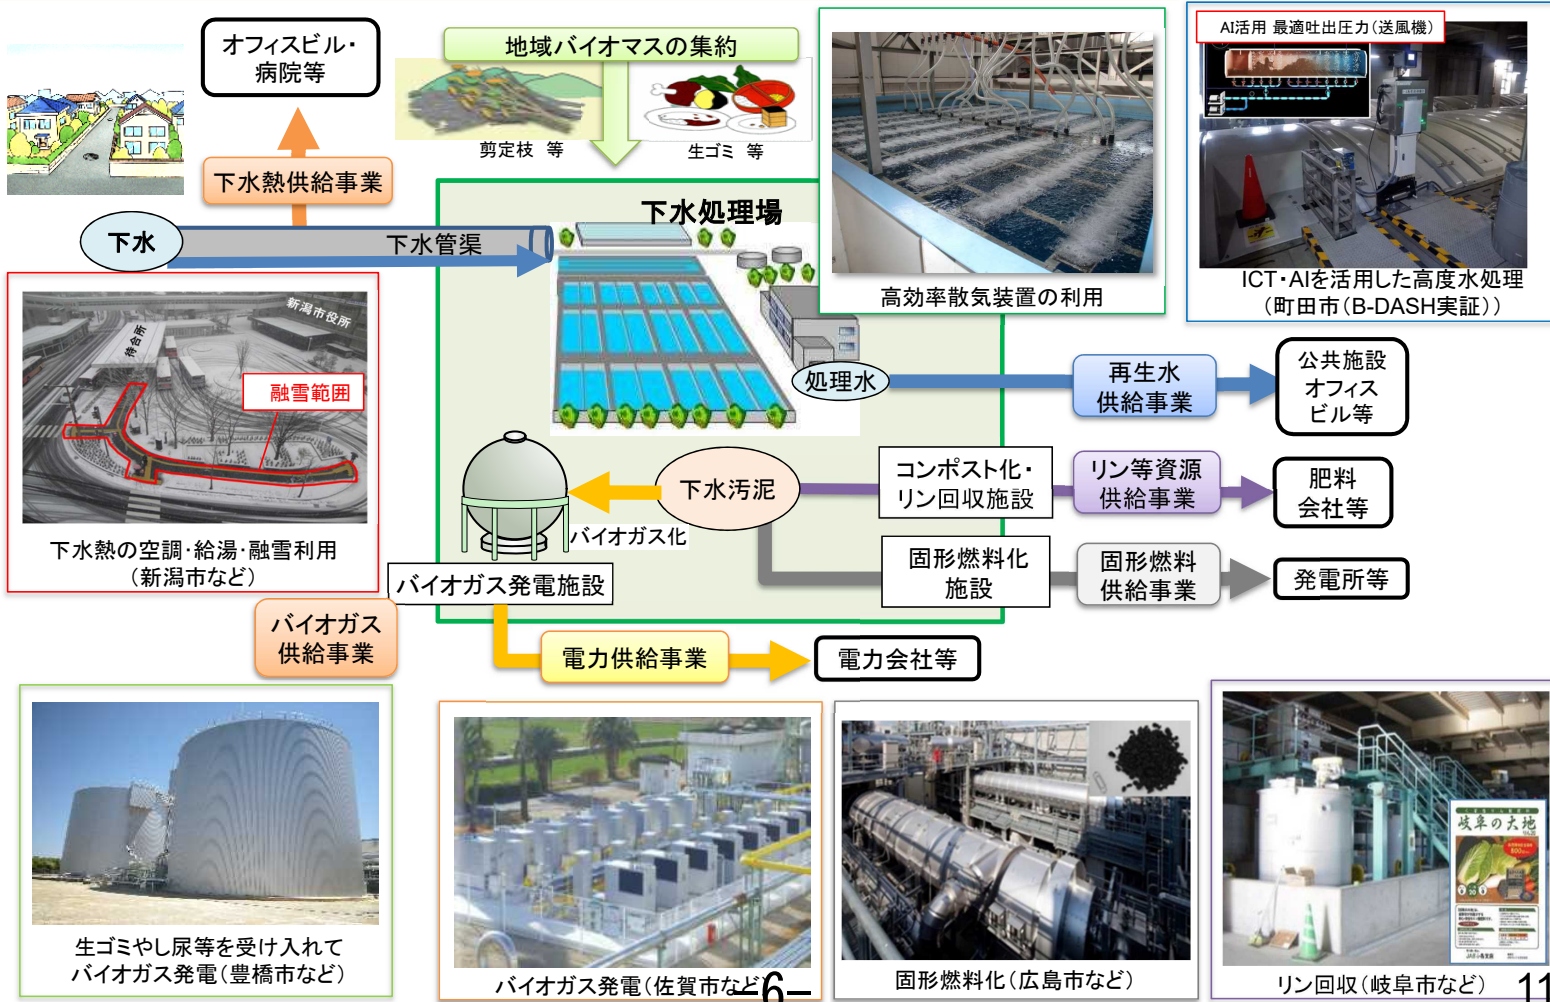 オフィスビル・
病院等
地域バイオマスの集約
剪定枝 等
生ゴミ 等
AI活用 最適吐出圧力(送風機)
下水熱供給事業
下水
下水管渠
下水処理場
高効率散気装置の利用
ICT・AIを活用した高度水処理
(町田市(B-DASH実証))
新潟市役所
待合所
融雪範囲
下水熱の空調・給湯・融雪利用
(新潟市など)
処理水
再生水
供給事業
公共施設
オフィス
ビル等
下水汚泥
バイオガス化
コンポスト化・
リン回収施設
リン等資源
供給事業
肥料
会社等
固形燃料化
施設
固形燃料
供給事業
発電所等
バイオガス発電施設
バイオガス
供給事業
電力供給事業
電力会社等
生ゴミやし尿等を受け入れて
バイオガス発電(豊橋市など)
バイオガス発電(佐賀市など)
固形燃料化(広島市など)
岐阜の大地
リン回収(岐阜市など)
–6–
11